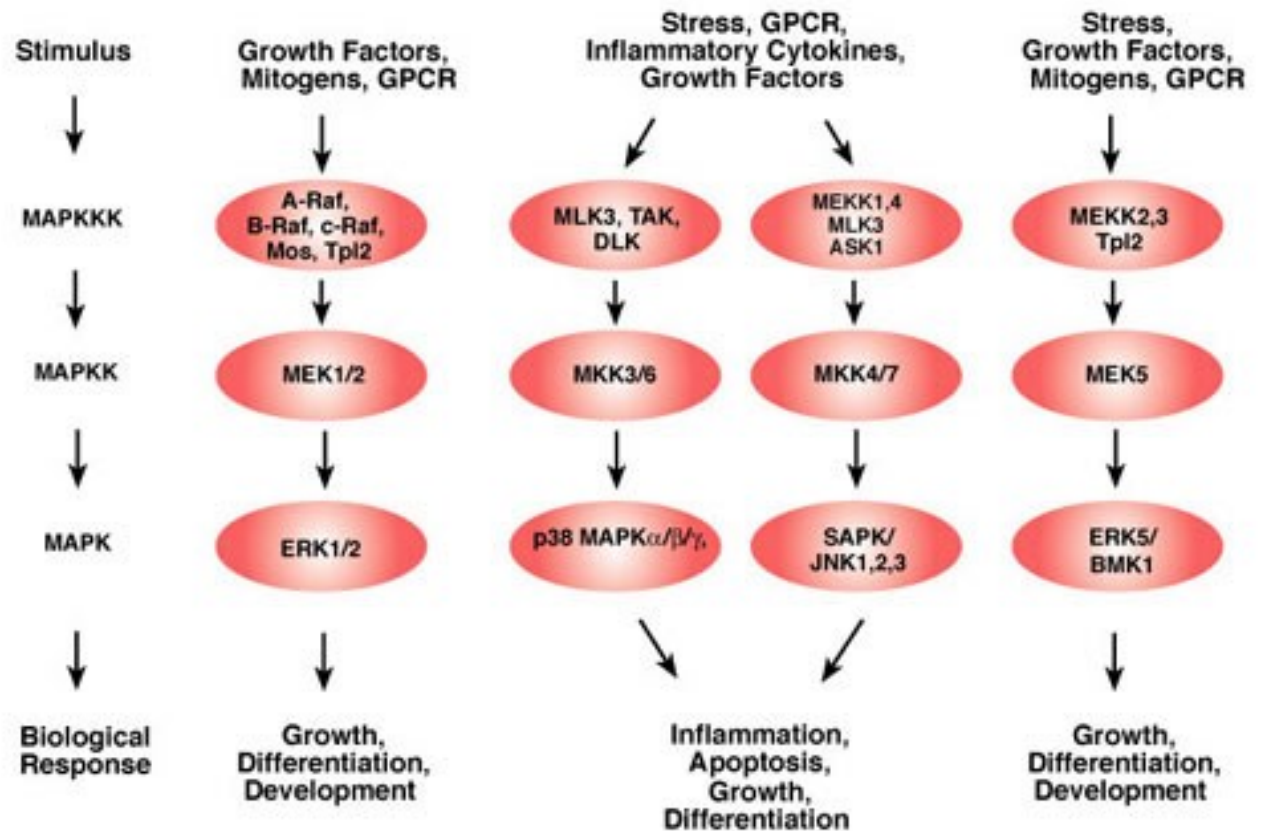 Stimulus
Growth Factors,
Mitogens, GPCR
Stress, GPCR,
Inflammatory Cytokines,
Growth Factors
Stress,
Growth Factors,
Mitogens, GPCR
MAPKKK
A-Raf,
B-Raf, c-Raf,
Mos, Tpl2
MLK3, TAK,
DLK
MEKK1,4
MLK3
ASK1
MEKK2,3
Tpl2
MAPKK
MEK1/2
MKK3/6
MKK4/7
MEK5
MAPK
ERK1/2
p38 MAPKα/β/γ,
SAPK/
JNK1,2,3
ERK5/
BMK1
Biological
Response
Growth,
Differentiation,
Development
Inflammation,
Apoptosis,
Growth,
Differentiation
Growth,
Differentiation,
Development